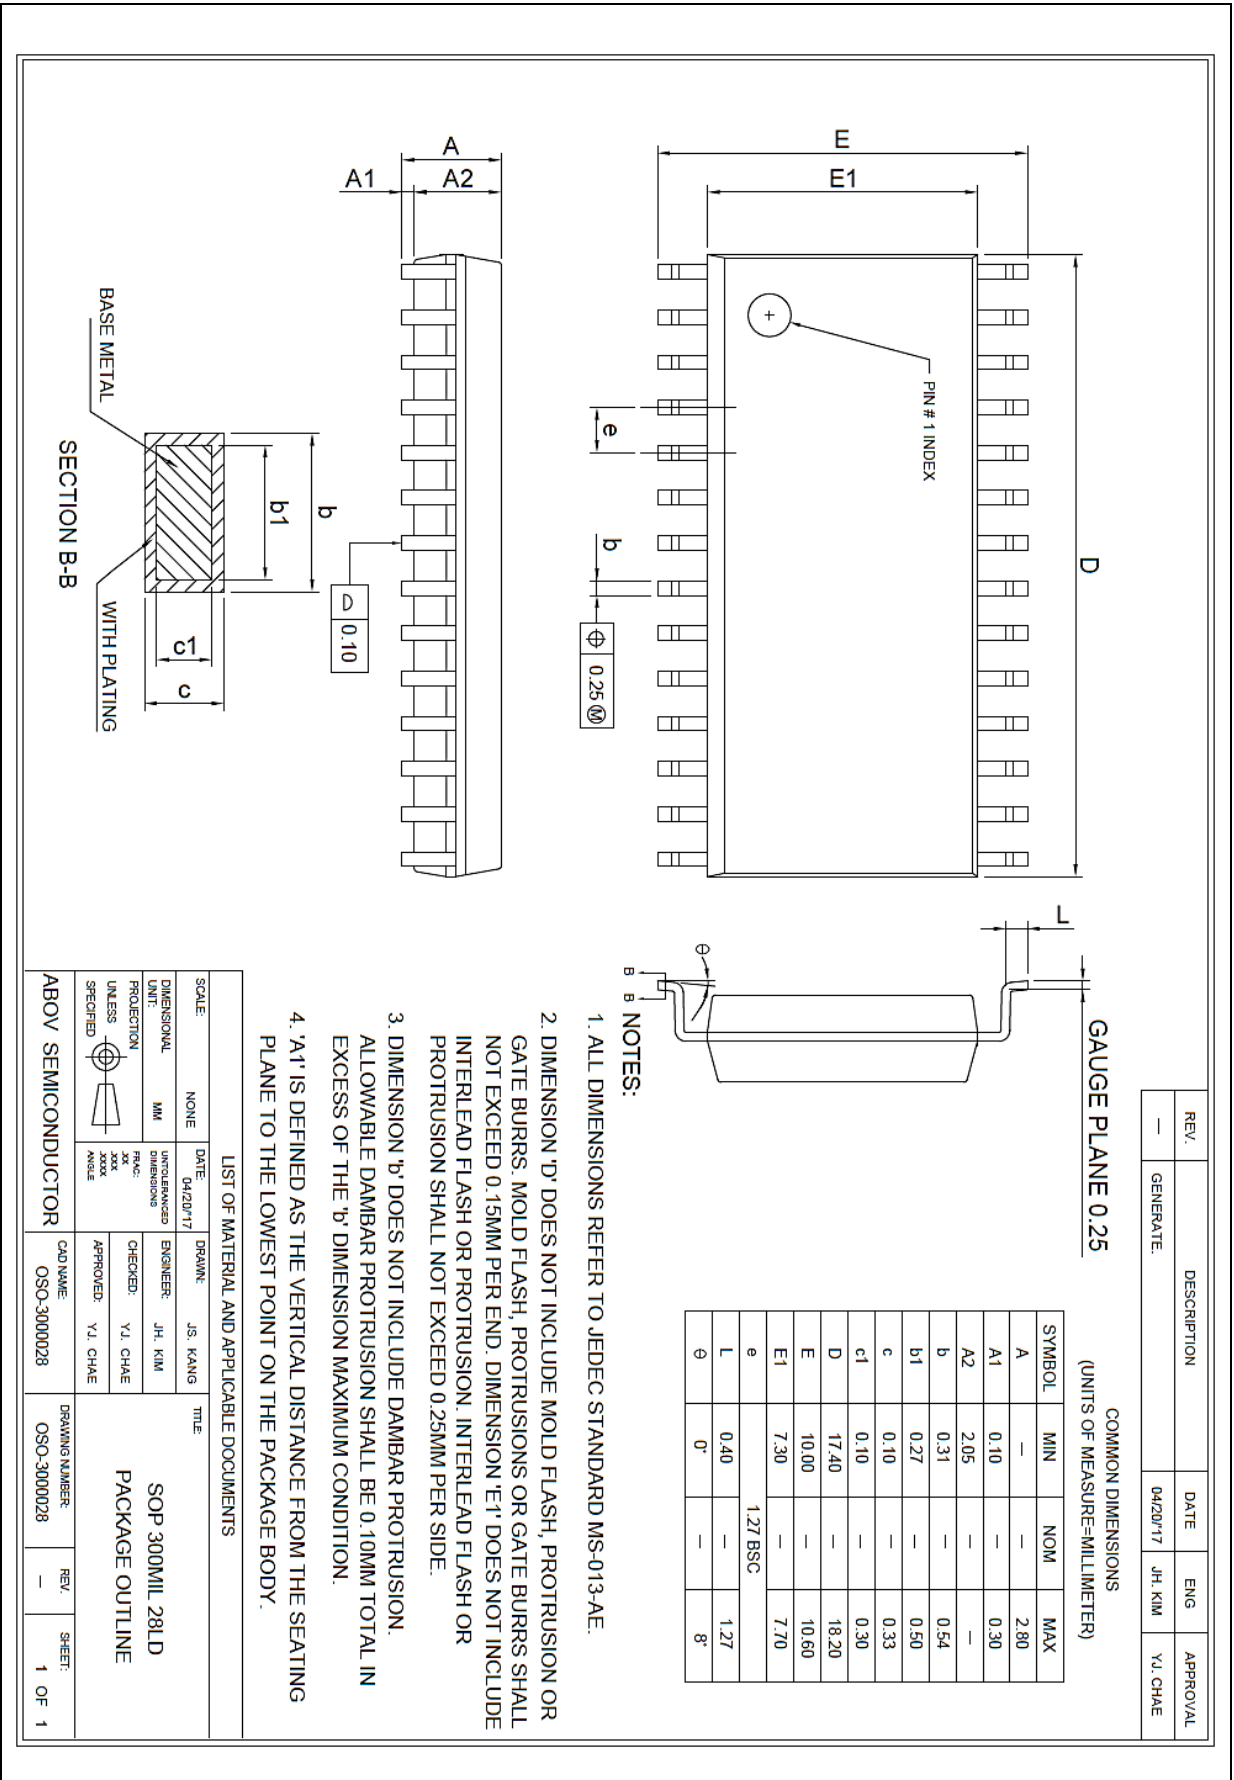 REV.
DESCRIPTION
DATE
ENG
APPROVAL
—
GENERATE.
04/20/'17
JH. KIM
YJ. CHAE
E
E1
D
PIN # 1 INDEX
e
b
⌖ 0.25 Ⓜ
L
GAUGE PLANE 0.25
θ
B
B
COMMON DIMENSIONS
(UNITS OF MEASURE=MILLIMETER)
SYMBOL MIN NOM MAX
A — — 2.80
A1 0.10 — 0.30
A2 2.05 — —
b 0.31 — 0.54
b1 0.27 — 0.50
c 0.10 — 0.33
c1 0.10 — 0.30
D 17.40 — 18.20
E 10.00 — 10.60
E1 7.30 — 7.70
e 1.27 BSC
L 0.40 — 1.27
θ 0° — 8°
A
A2
A1
⌓ 0.10
b
b1
c1
c
BASE METAL
WITH PLATING
SECTION B-B
NOTES:
1. ALL DIMENSIONS REFER TO JEDEC STANDARD MS-013-AE.
2. DIMENSION 'D' DOES NOT INCLUDE MOLD FLASH, PROTRUSION OR
GATE BURRS. MOLD FLASH, PROTRUSIONS OR GATE BURRS SHALL
NOT EXCEED 0.15MM PER END. DIMENSION 'E1' DOES NOT INCLUDE
INTERLEAD FLASH OR PROTRUSION. INTERLEAD FLASH OR
PROTRUSION SHALL NOT EXCEED 0.25MM PER SIDE.
3. DIMENSION 'b' DOES NOT INCLUDE DAMBAR PROTRUSION.
ALLOWABLE DAMBAR PROTRUSION SHALL BE 0.10MM TOTAL IN
EXCESS OF THE 'b' DIMENSION MAXIMUM CONDITION.
4. 'A1' IS DEFINED AS THE VERTICAL DISTANCE FROM THE SEATING
PLANE TO THE LOWEST POINT ON THE PACKAGE BODY.
LIST OF MATERIAL AND APPLICABLE DOCUMENTS
SCALE:
NONE
DATE:
04/20/'17
DRAWN:
JS. KANG
TITLE:
SOP 300MIL 28LD
PACKAGE OUTLINE
DIMENSIONAL
UNIT:
MM
UNTOLERANCED
DIMENSIONS
FRAC:
.XX
.XXX
.XXXX
ANGLE
ENGINEER:
JH. KIM
PROJECTION
UNLESS
SPECIFIED
CHECKED:
YJ. CHAE
APPROVED:
YJ. CHAE
ABOV SEMICONDUCTOR
CAD NAME:
OSO-3000028
DRAWING NUMBER:
OSO-3000028
REV.
—
SHEET:
1 OF 1